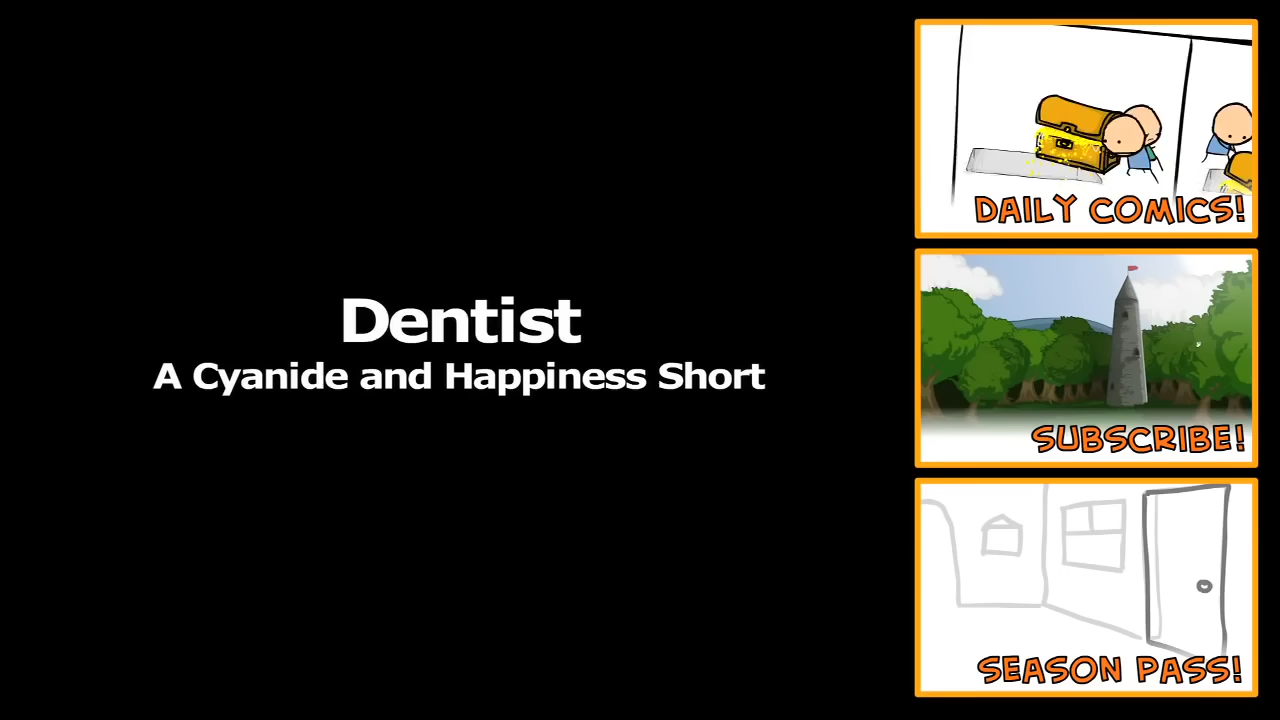 Dentist
A Cyanide and Happiness Short
DAILY COMICS!
SUBSCRIBE!
SEASON PASS!